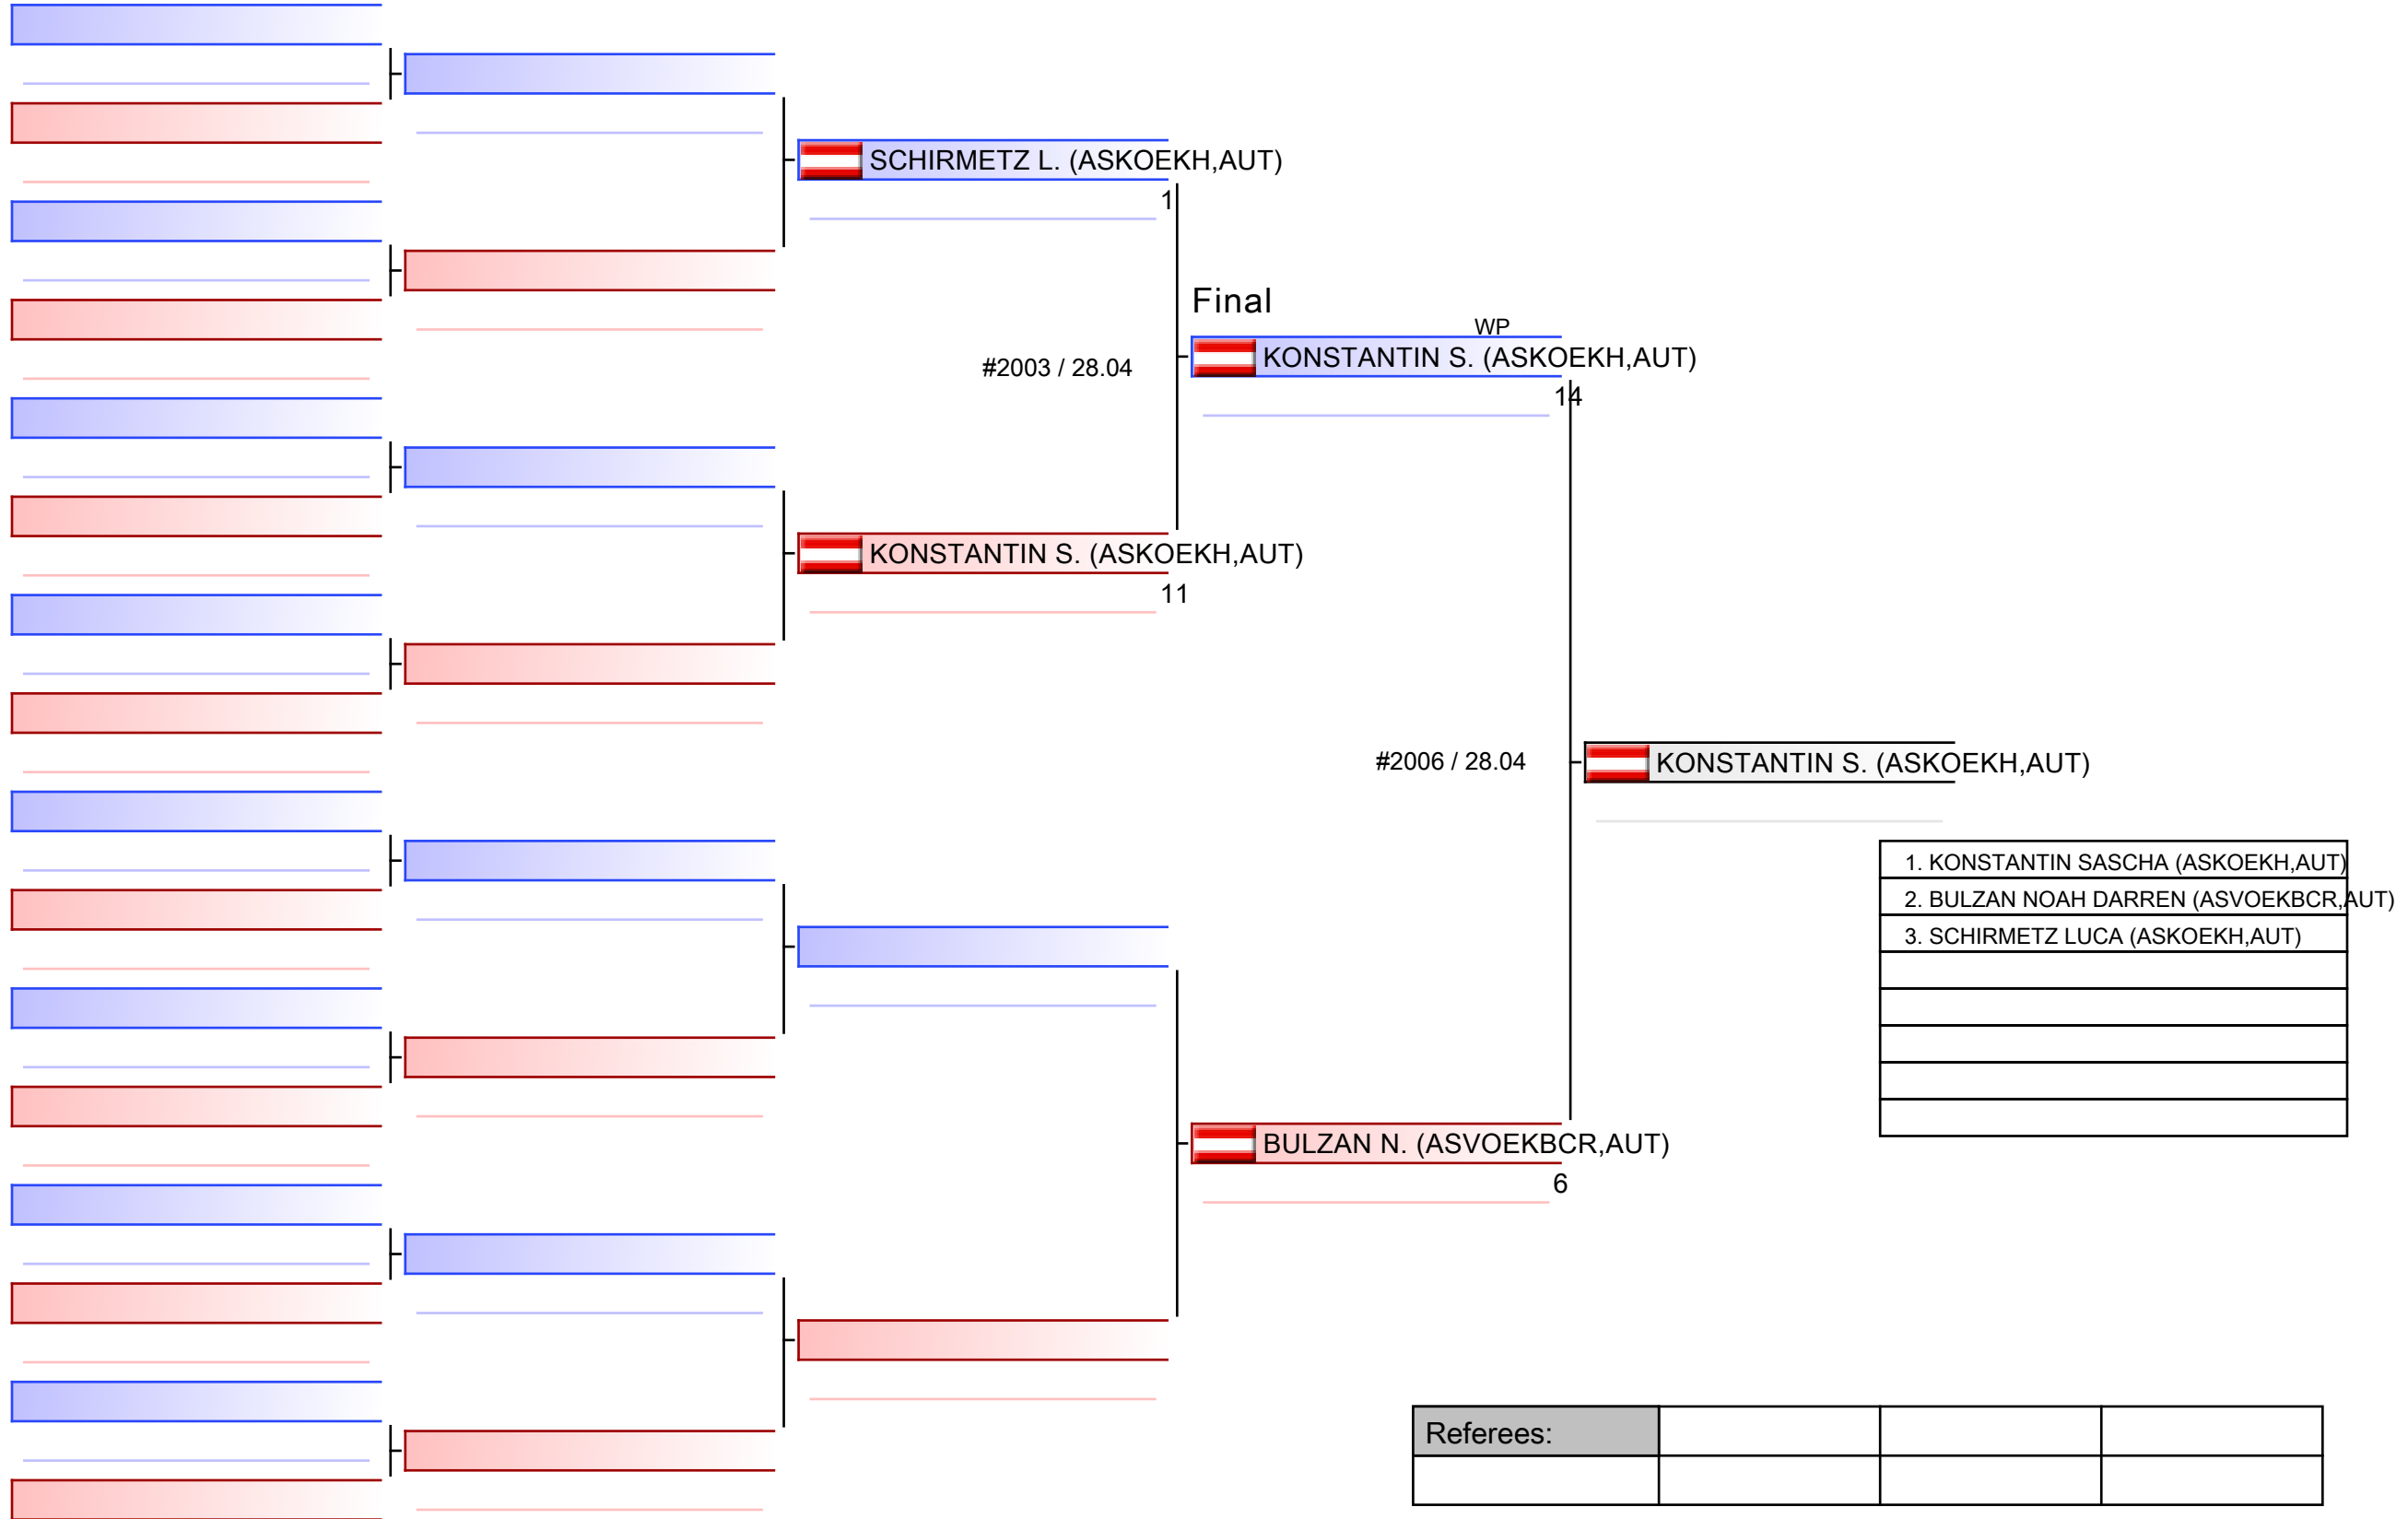 SCHIRMETZ L. (ASKOEKH,AUT)
1
Final
WP
#2003 / 28.04
KONSTANTIN S. (ASKOEKH,AUT)
14
KONSTANTIN S. (ASKOEKH,AUT)
11
#2006 / 28.04
KONSTANTIN S. (ASKOEKH,AUT)
1. KONSTANTIN SASCHA (ASKOEKH,AUT)
2. BULZAN NOAH DARREN (ASVOEKBCR,AUT)
3. SCHIRMETZ LUCA (ASKOEKH,AUT)
BULZAN N. (ASVOEKBCR,AUT)
6
Referees: